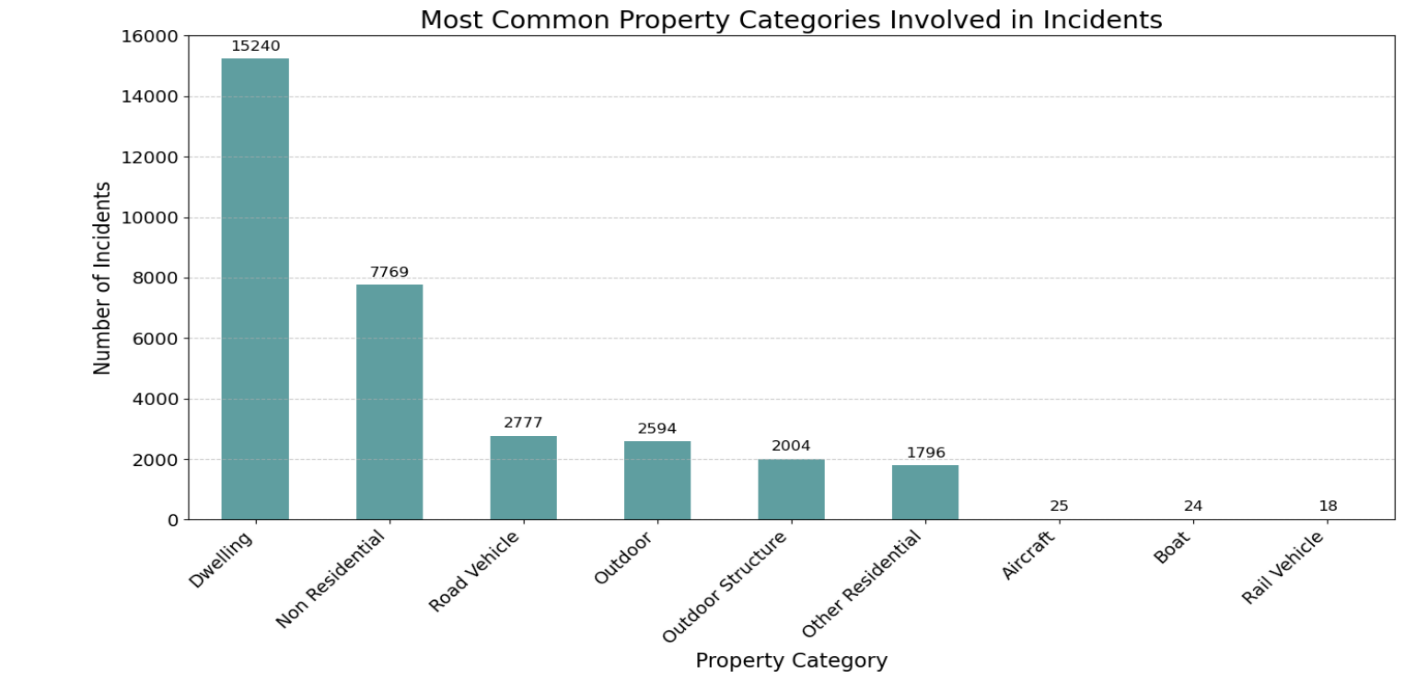 Most Common Property Categories Involved in Incidents
Number of Incidents
16000
14000
12000
10000
8000
6000
4000
2000
0
15240
7769
2777
2594
2004
1796
25
24
18
Dwelling
Non Residential
Road Vehicle
Outdoor
Outdoor Structure
Other Residential
Aircraft
Boat
Rail Vehicle
Property Category